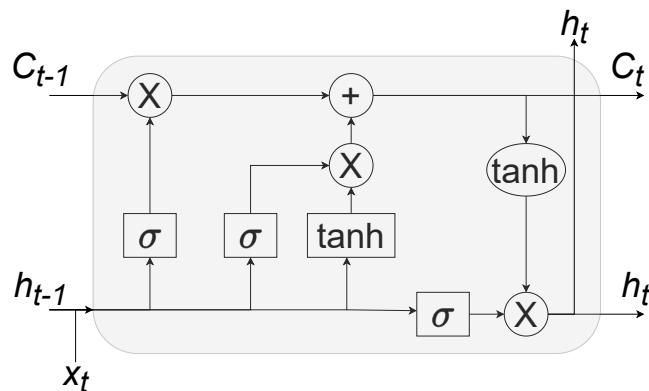 h_t
C_{t-1} X + C_t
X tanh
σ σ tanh
h_{t-1} σ X h_t
x_t